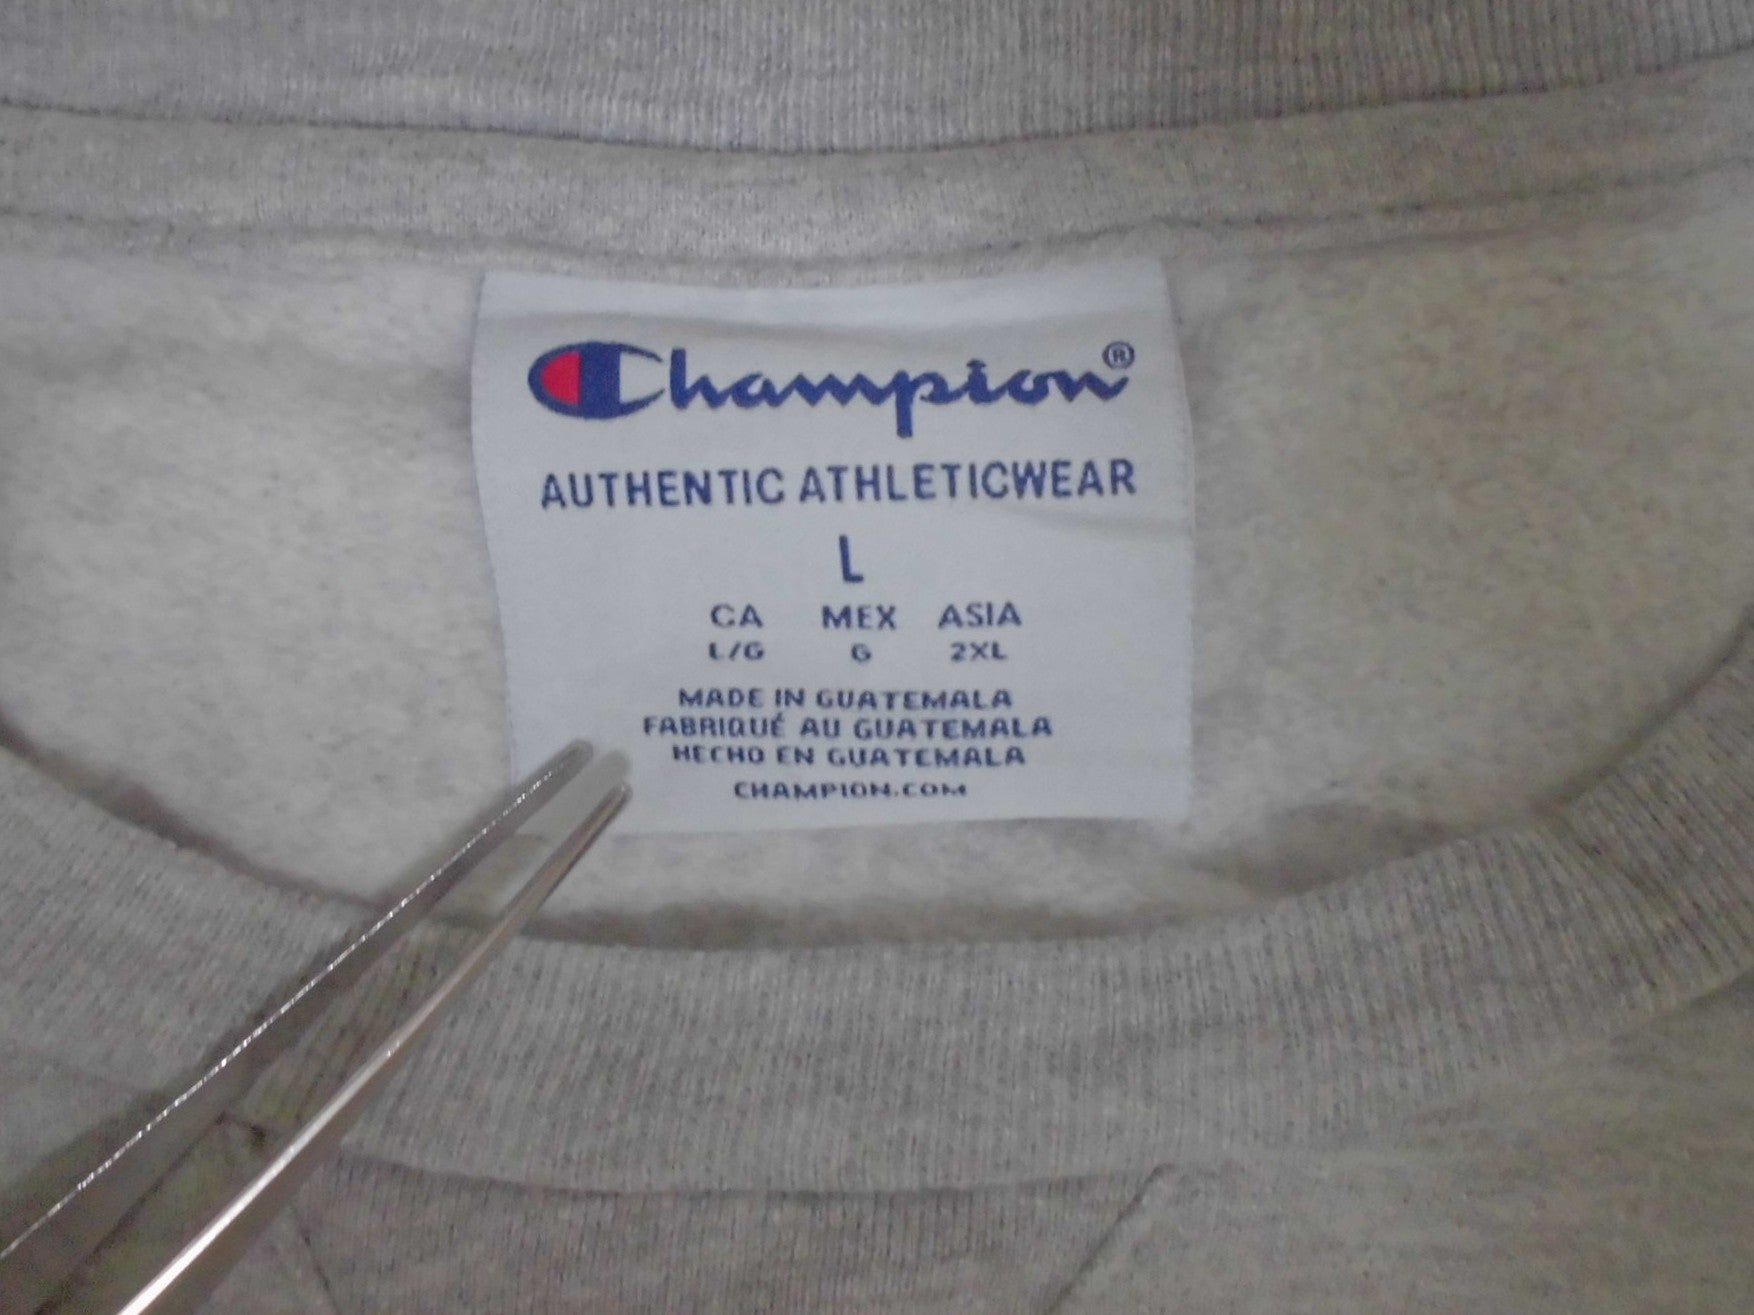 Champion®
AUTHENTIC ATHLETICWEAR
L
CA MEX ASIA
L/G G 2XL
MADE IN GUATEMALA
FABRIQUÉ AU GUATEMALA
HECHO EN GUATEMALA
CHAMPION.COM